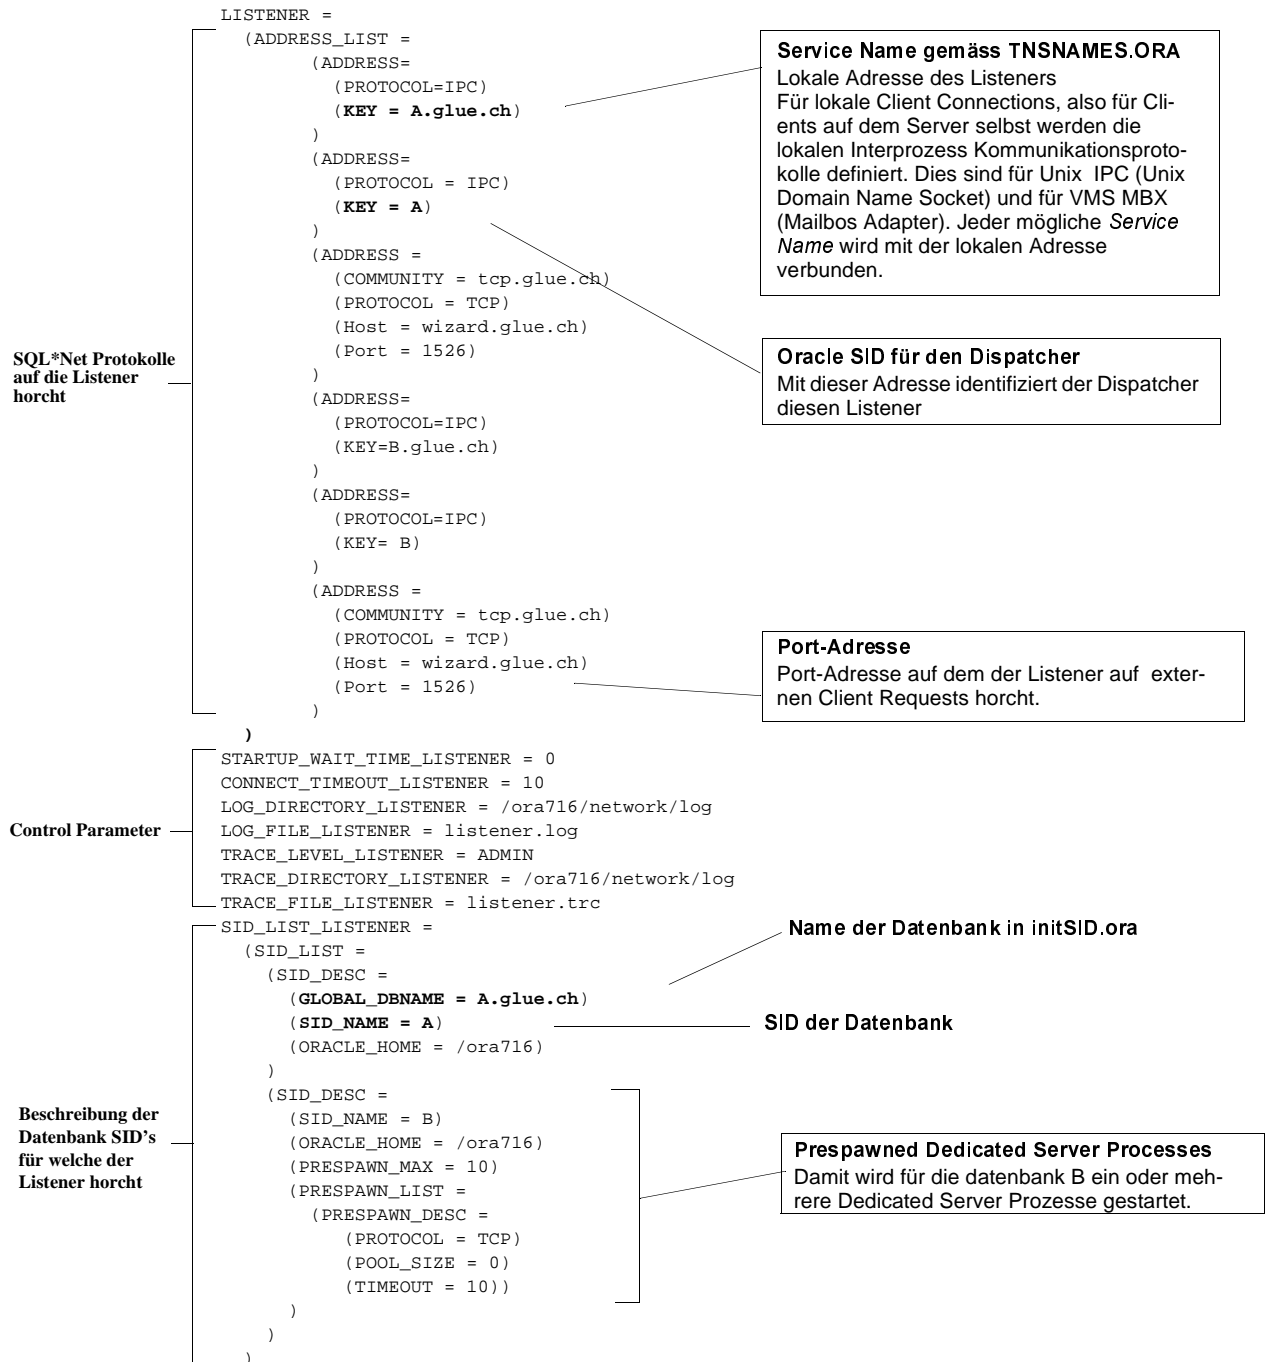 LISTENER =
(ADDRESS_LIST =
(ADDRESS=
(PROTOCOL=IPC)
(KEY = A.glue.ch)
)
(ADDRESS=
(PROTOCOL = IPC)
(KEY = A)
)
(ADDRESS =
(COMMUNITY = tcp.glue.ch)
(PROTOCOL = TCP)
(Host = wizard.glue.ch)
(Port = 1526)
)
(ADDRESS=
(PROTOCOL=IPC)
(KEY=B.glue.ch)
)
(ADDRESS=
(PROTOCOL=IPC)
(KEY= B)
)
(ADDRESS =
(COMMUNITY = tcp.glue.ch)
(PROTOCOL = TCP)
(Host = wizard.glue.ch)
(Port = 1526)
)
)
SQL*Net Protokolle
auf die Listener
horcht
Service Name gemäss TNSNAMES.ORA
Lokale Adresse des Listeners
Für lokale Client Connections, also für Cli-
ents auf dem Server selbst werden die
lokalen Interprozess Kommunikationsproto-
kolle definiert. Dies sind für Unix IPC (Unix
Domain Name Socket) und für VMS MBX
(Mailbos Adapter). Jeder mögliche Service
Name wird mit der lokalen Adresse
verbunden.
Oracle SID für den Dispatcher
Mit dieser Adresse identifiziert der Dispatcher
diesen Listener
Port-Adresse
Port-Adresse auf dem der Listener auf exter-
nen Client Requests horcht.
Control Parameter
STARTUP_WAIT_TIME_LISTENER = 0
CONNECT_TIMEOUT_LISTENER = 10
LOG_DIRECTORY_LISTENER = /ora716/network/log
LOG_FILE_LISTENER = listener.log
TRACE_LEVEL_LISTENER = ADMIN
TRACE_DIRECTORY_LISTENER = /ora716/network/log
TRACE_FILE_LISTENER = listener.trc
SID_LIST_LISTENER =
(SID_LIST =
(SID_DESC =
(GLOBAL_DBNAME = A.glue.ch)
(SID_NAME = A)
(ORACLE_HOME = /ora716)
)
(SID_DESC =
(SID_NAME = B)
(ORACLE_HOME = /ora716)
(PRESPAWN_MAX = 10)
(PRESPAWN_LIST =
(PRESPAWN_DESC =
(PROTOCOL = TCP)
(POOL_SIZE = 0)
(TIMEOUT = 10))
)
)
)
Beschreibung der
Datenbank SID's
für welche der
Listener horcht
Name der Datenbank in initSID.ora
SID der Datenbank
Prespawned Dedicated Server Processes
Damit wird für die datenbank B ein oder meh-
rere Dedicated Server Prozesse gestartet.